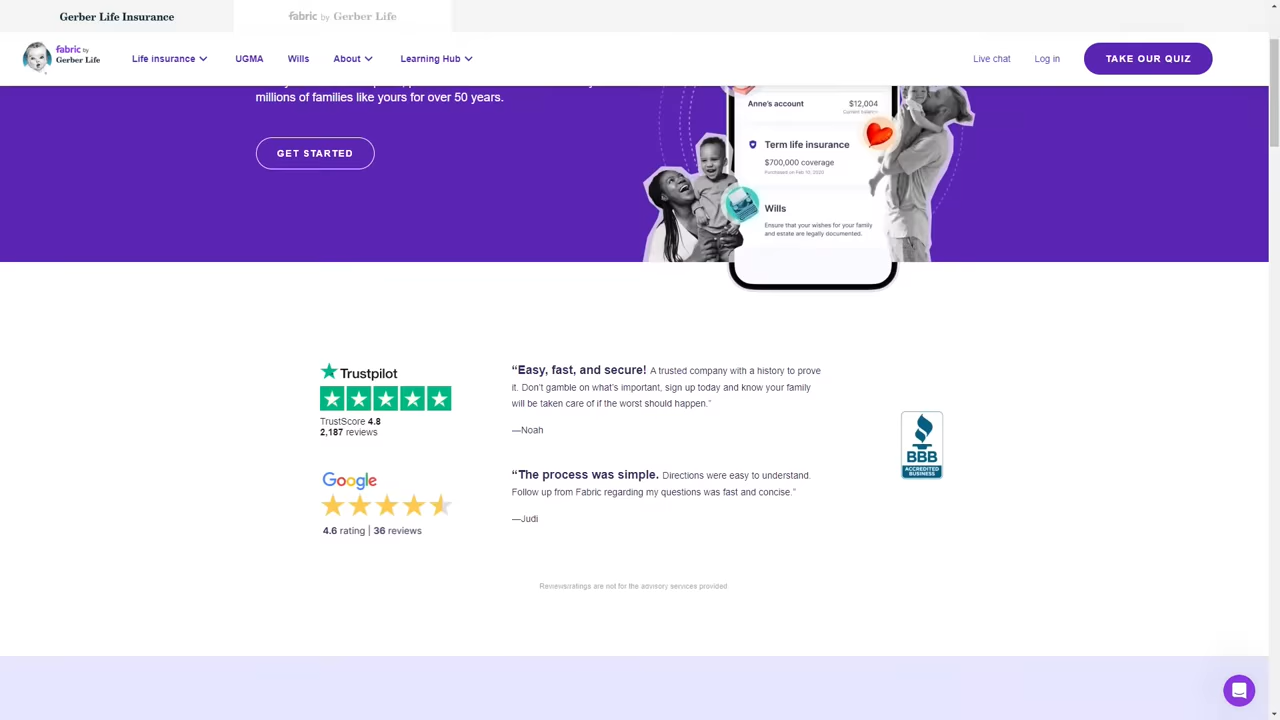 Gerber Life Insurance
fabric by Gerber Life
fabric by
Gerber Life
Life insurance
UGMA
Wills
About
Learning Hub
Live chat
Log in
TAKE OUR QUIZ
millions of families like yours for over 50 years.
GET STARTED
Anne's account
$12,004
Current balance
Term life insurance
$700,000 coverage
Purchased on Feb 10, 2020
Wills
Ensure that your wishes for your family
and estate are legally documented.
Trustpilot
TrustScore 4.8
2,187 reviews
“Easy, fast, and secure! A trusted company with a history to prove
it. Don’t gamble on what’s important, sign up today and know your family
will be taken care of if the worst should happen.”
—Noah
BBB
ACCREDITED
BUSINESS
Google
4.6 rating | 36 reviews
“The process was simple. Directions were easy to understand.
Follow up from Fabric regarding my questions was fast and concise.”
—Judi
Reviews/ratings are not for the advisory services provided